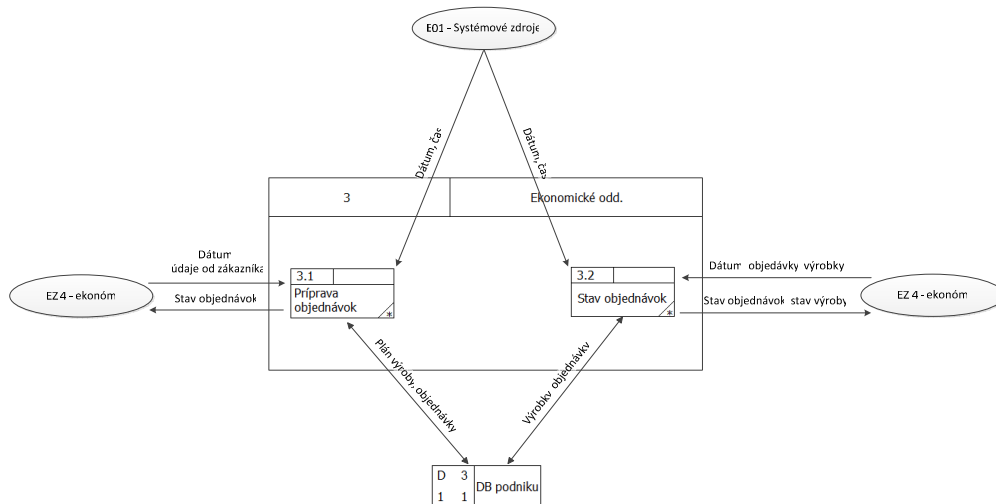 E01 - Systémové zdroje
Dátum, čas
Dátum, čas
3
Ekonomické odd.
Dátum
údaje od zákazníka
EZ 4 - ekonóm
Stav objednávok
3.1
Príprava
objednávok
*
3.2
Stav objednávok
*
Dátum objedávky výrobky
Stav objednávok stav výroby
EZ 4 - ekonóm
Plán výroby, objednávky
Výrobky objednávky
D 3
1 1
DB podniku